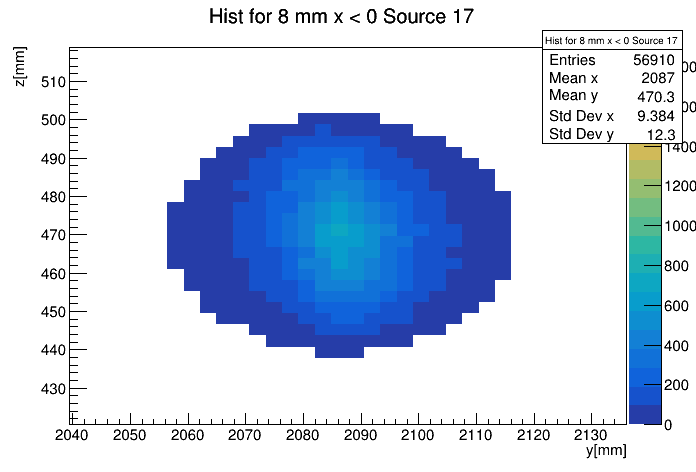 Hist for 8 mm x < 0 Source 17
Hist for 8 mm x < 0 Source 17
Entries 56910
Mean x 2087
Mean y 470.3
Std Dev x 9.384
Std Dev y 12.3
z[mm]
510
500
490
480
470
460
450
440
430
2040 2050 2060 2070 2080 2090 2100 2110 2120 2130
y[mm]
1400
1200
1000
800
600
400
200
0